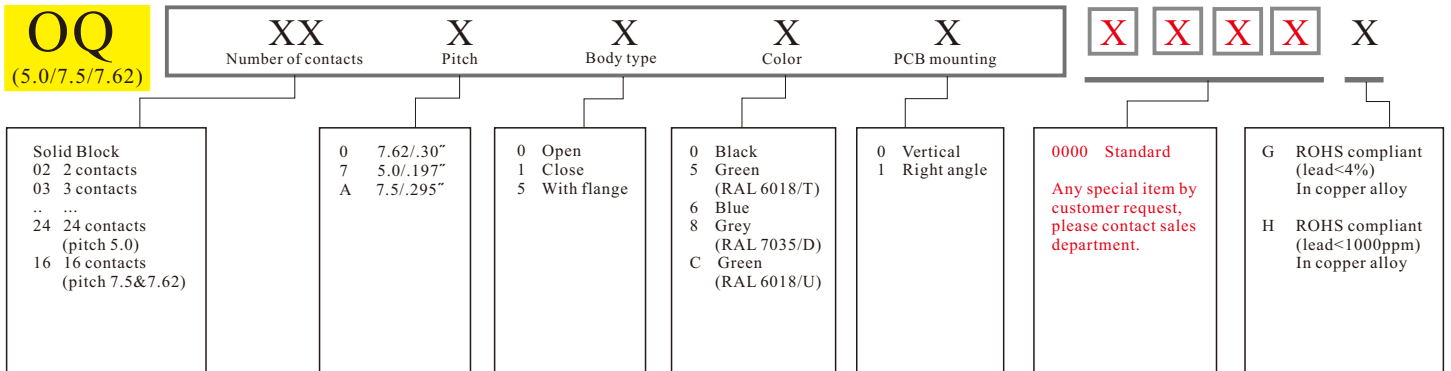 OQ
(5.0/7.5/7.62)
XX X X X X X X X X X
Number of contacts Pitch Body type Color PCB mounting
Solid Block
02 2 contacts
03 3 contacts
.. ...
24 24 contacts
(pitch 5.0)
16 16 contacts
(pitch 7.5&7.62)
0 7.62/.30˝
7 5.0/.197˝
A 7.5/.295˝
0 Open
1 Close
5 With flange
0 Black
5 Green
(RAL 6018/T)
6 Blue
8 Grey
(RAL 7035/D)
C Green
(RAL 6018/U)
0 Vertical
1 Right angle
0000 Standard
Any special item by
customer request,
please contact sales
department.
G ROHS compliant
(lead<4%)
In copper alloy
H ROHS compliant
(lead<1000ppm)
In copper alloy